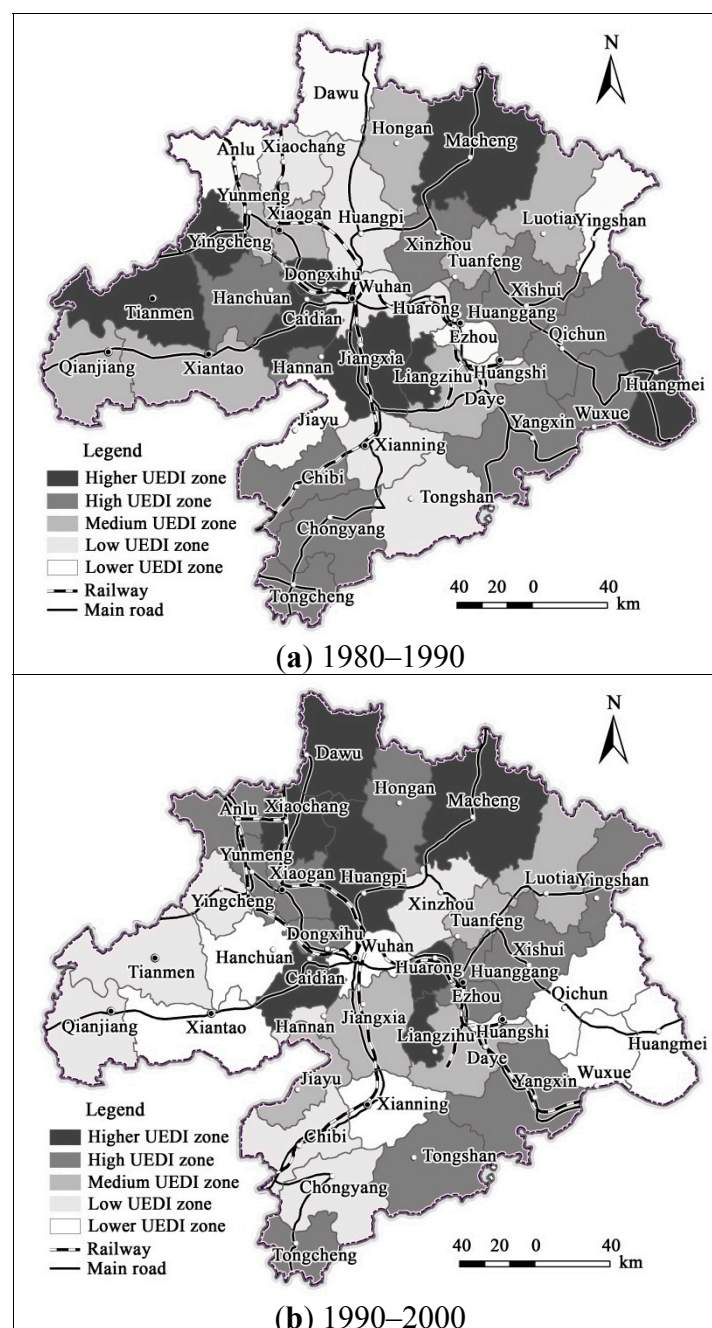 N
Dawu
Hongan
Macheng
Anlu
Xiaochang
Yunmeng
Xiaogan
Huangpi
Luotia
Yingshan
Yingcheng
Xinzhou
Tuanfeng
Dongxihu
Wuhan
Xishui
Tianmen
Hanchuan
Huarong
Huanggang
Caidian
Ezhou
Qichun
Qianjiang
Xiantao
Jiangxia
Hannan
Liangzihu
Huangshi
Huangmei
Daye
Jiayu
Yangxin
Wuxue
Xianning
Legend
Higher UEDI zone
High UEDI zone
Medium UEDI zone
Low UEDI zone
Lower UEDI zone
Railway
Main road
Chibi
Tongshan
Chongyang
Tongcheng
40 20 0 40
km
(a) 1980–1990
N
Dawu
Hongan
Macheng
Xiaochang
Anlu
Yunmeng
Xiaogan
Huangpi
Luotia
Yingshan
Yingcheng
Xinzhou
Tuanfeng
Dongxihu
Wuhan
Xishui
Hanchuan
Tianmen
Huarong
Huanggang
Caidian
Ezhou
Qichun
Qianjiang
Xiantao
Jiangxia
Hannan
Liangzihu
Huangshi
Huangmei
Daye
Wuxue
Jiayu
Yangxin
Xianning
Legend
Higher UEDI zone
High UEDI zone
Medium UEDI zone
Low UEDI zone
Lower UEDI zone
Railway
Main road
Chibi
Tongshan
Chongyang
Tongcheng
40 20 0 40
km
(b) 1990–2000